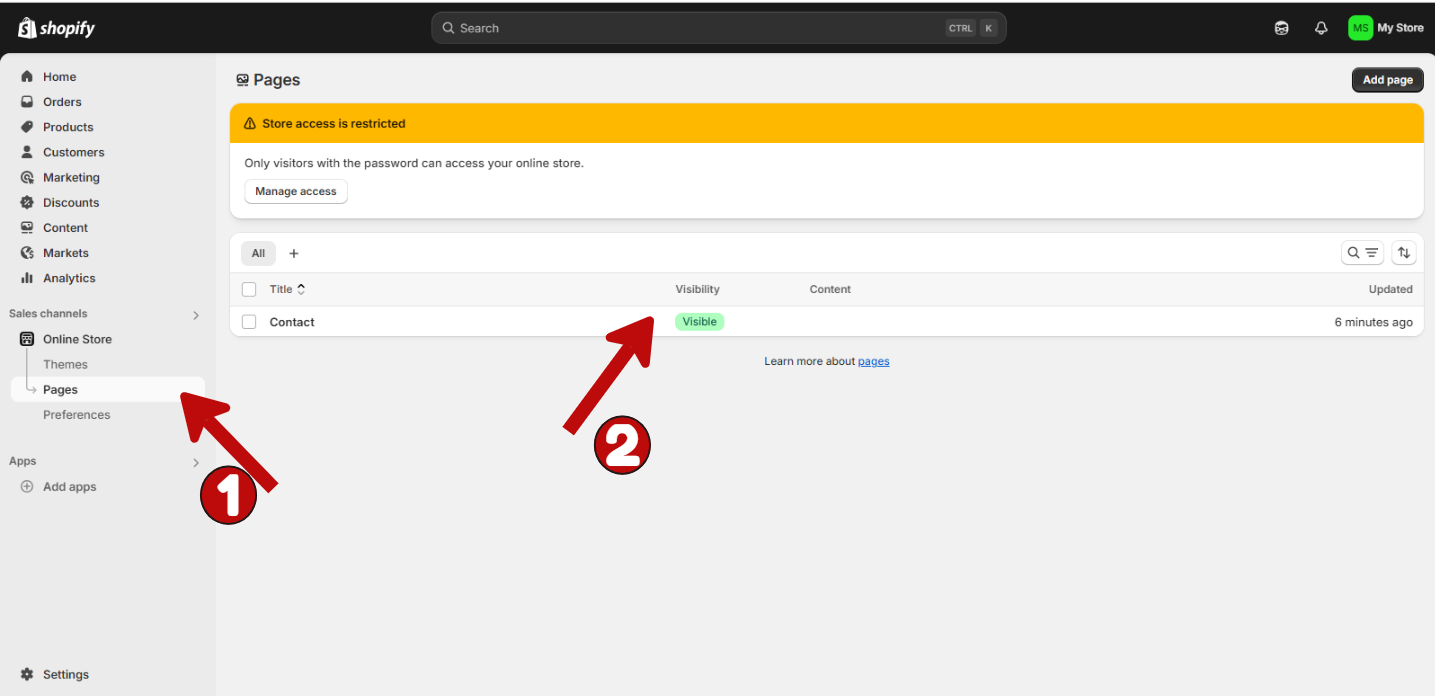 shopify
Search CTRL K
MS My Store
Home
Orders
Products
Customers
Marketing
Discounts
Content
Markets
Analytics
Sales channels
Online Store
Themes
Pages
Preferences
Apps
Add apps
Settings
Pages
Add page
Store access is restricted
Only visitors with the password can access your online store.
Manage access
All +
Title Visibility Content Updated
Contact Visible 6 minutes ago
Learn more about pages
1
2